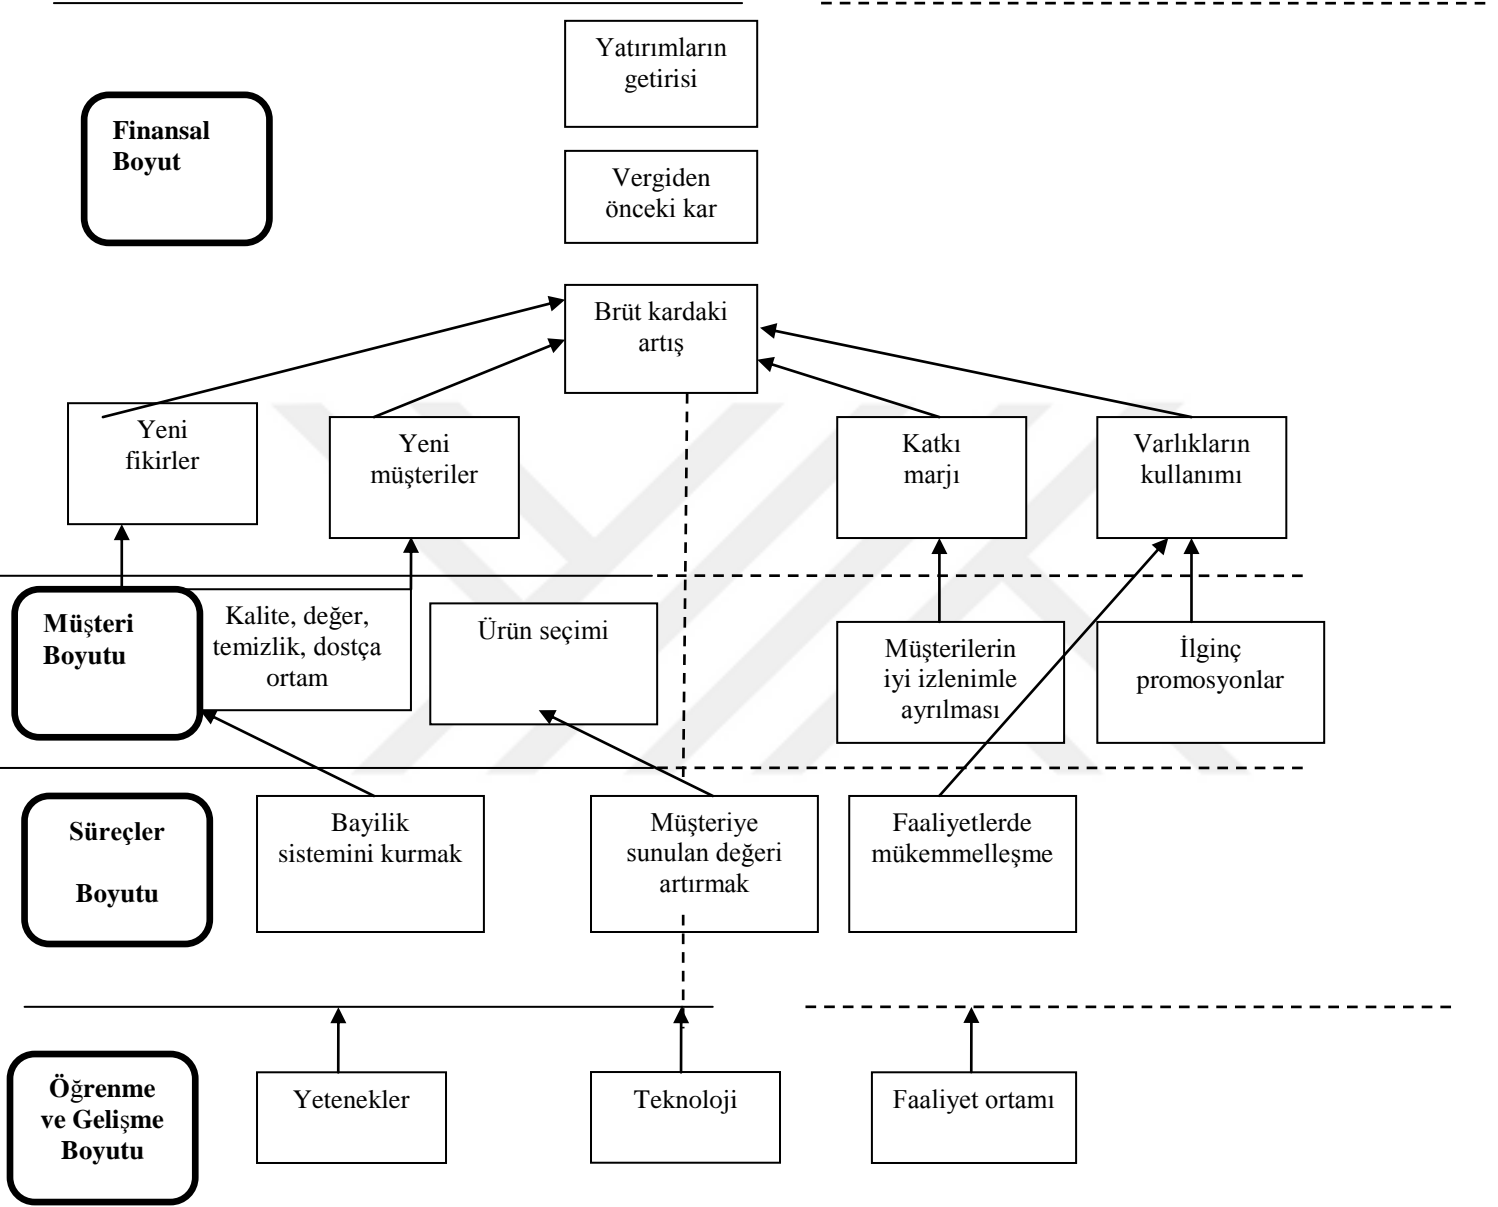 Yatırımların
getirisi
Finansal
Boyut
Vergiden
önceki kar
Brüt kardaki
artış
Yeni
fikirler
Yeni
müşteriler
Katkı
marjı
Varlıkların
kullanımı
Müşteri
Boyutu
Kalite, değer,
temizlik, dostça
ortam
Ürün seçimi
Müşterilerin
iyi izlenimle
ayrılması
İlginç
promosyonlar
Süreçler
Boyutu
Bayilik
sistemini kurmak
Müşteriye
sunulan değeri
artırmak
Faaliyetlerde
mükemmelleşme
Öğrenme
ve Gelişme
Boyutu
Yetenekler
Teknoloji
Faaliyet ortamı